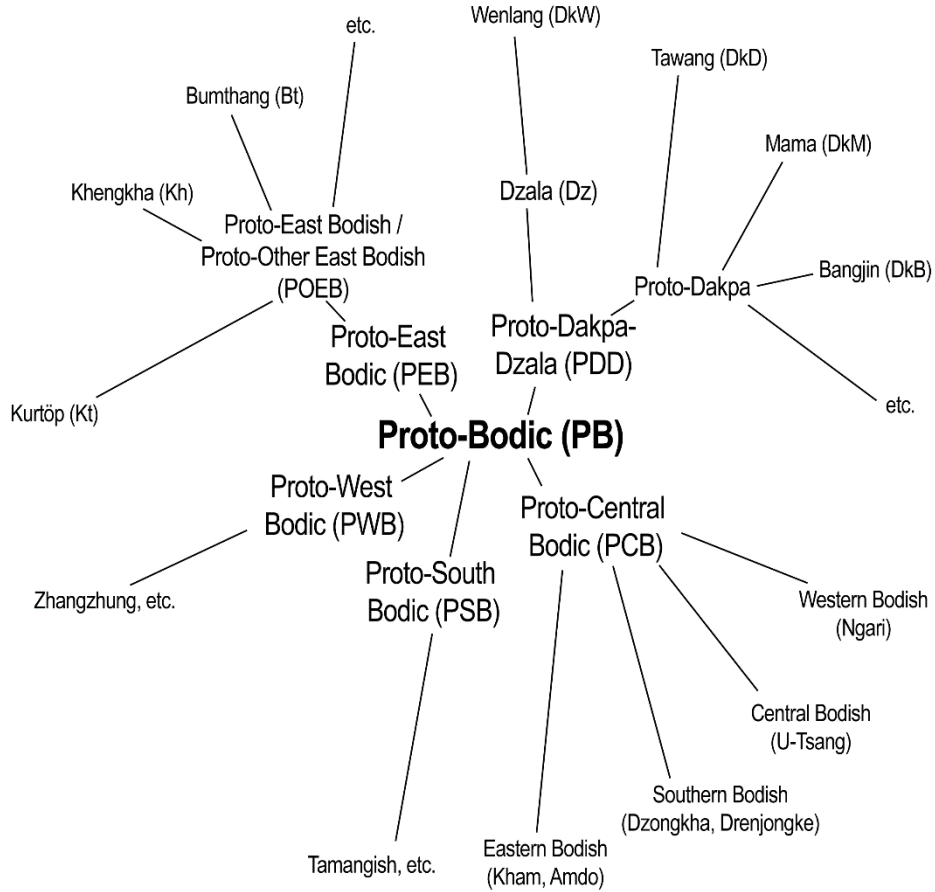 Wenlang (DkW)
etc.
Tawang (DkD)
Bumthang (Bt)
Mama (DkM)
Khengkha (Kh)
Dzala (Dz)
Proto-East Bodish /
Proto-Other East Bodish
(POEB)
Bangjin (DkB)
Proto-Dakpa
Proto-East
Bodic (PEB)
Proto-Dakpa-
Dzala (PDD)
Kurtöp (Kt)
etc.
Proto-Bodic (PB)
Proto-West
Bodic (PWB)
Proto-Central
Bodic (PCB)
Proto-South
Bodic (PSB)
Zhangzhung, etc.
Western Bodish
(Ngari)
Central Bodish
(U-Tsang)
Southern Bodish
(Dzongkha, Drenjongke)
Eastern Bodish
(Kham, Amdo)
Tamangish, etc.